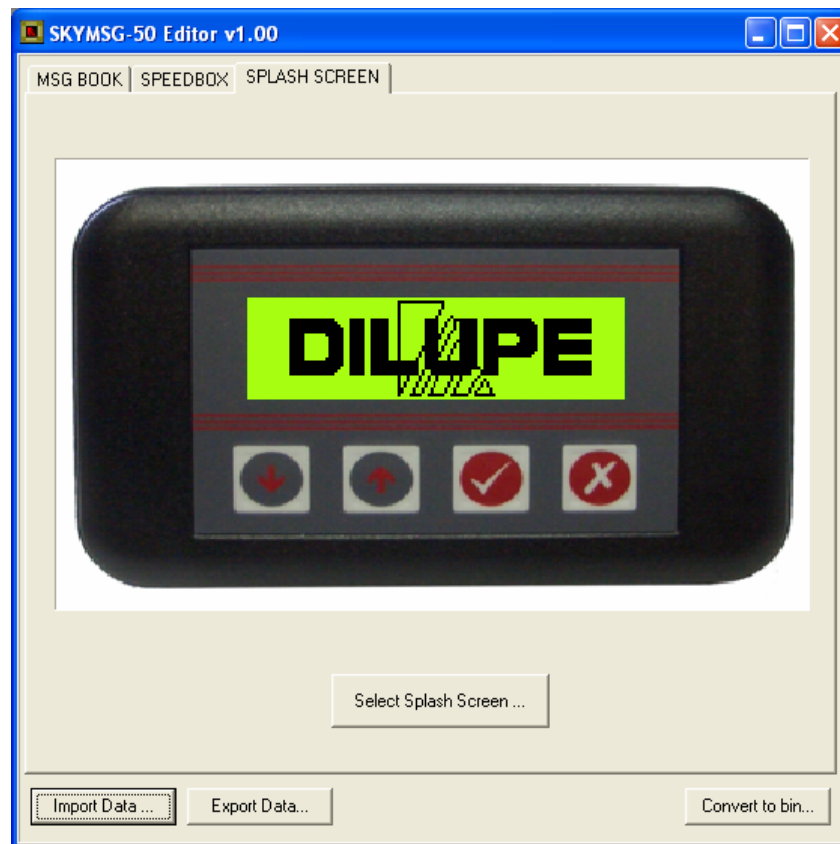 SKYMSG-50 Editor v1.00
MSG BOOK SPEEDBOX SPLASH SCREEN
DILUPE
Select Splash Screen ...
Import Data ... Export Data... Convert to bin...